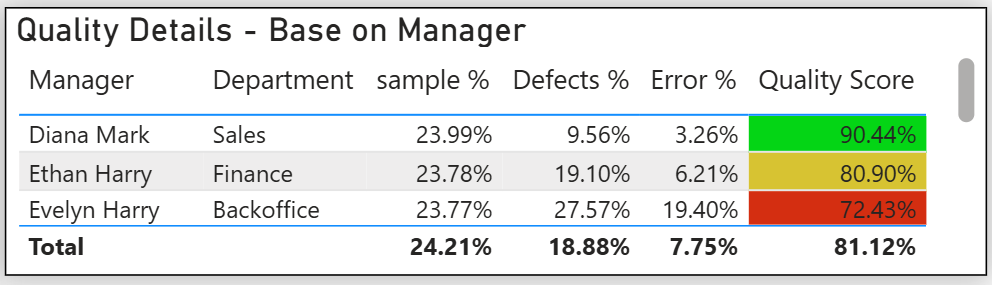 Quality Details - Base on Manager
Manager Department sample % Defects % Error % Quality Score
Diana Mark Sales 23.99% 9.56% 3.26% 90.44%
Ethan Harry Finance 23.78% 19.10% 6.21% 80.90%
Evelyn Harry Backoffice 23.77% 27.57% 19.40% 72.43%
Total 24.21% 18.88% 7.75% 81.12%